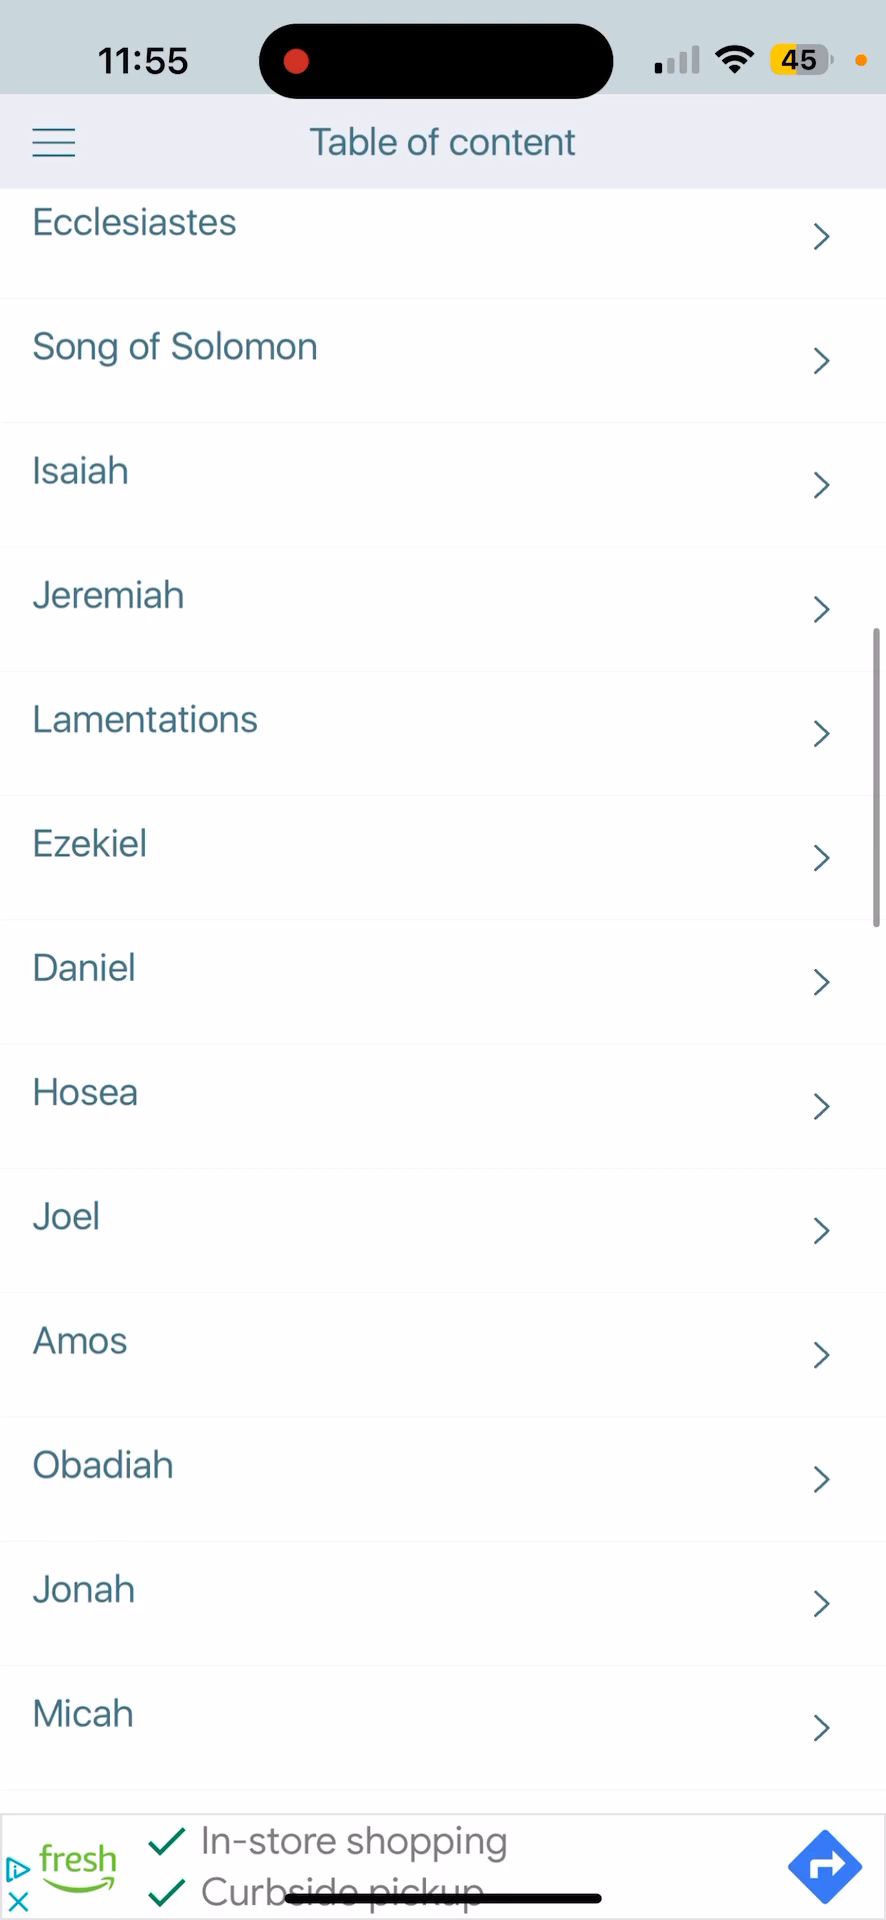 11:55
45
Table of content
Ecclesiastes
Song of Solomon
Isaiah
Jeremiah
Lamentations
Ezekiel
Daniel
Hosea
Joel
Amos
Obadiah
Jonah
Micah
fresh
In-store shopping
Curbside pickup